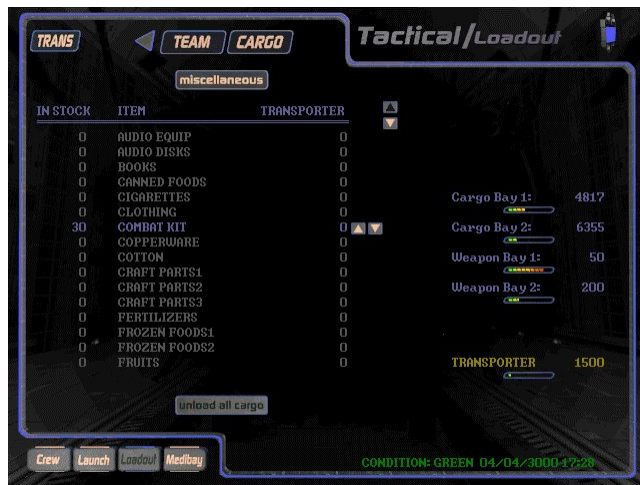 TRANS TEAM CARGO Tactical/Loadout
miscellaneous
IN STOCK ITEM TRANSPORTER
0 AUDIO EQUIP 0
0 AUDIO DISKS 0
0 BOOKS 0
0 CANNED FOODS 0
0 CIGARETTES 0
0 CLOTHING 0
30 COMBAT KIT 0
0 COPPERWARE 0
0 COTTON 0
0 CRAFT PARTS1 0
0 CRAFT PARTS2 0
0 CRAFT PARTS3 0
0 FERTILIZERS 0
0 FROZEN FOODS1 0
0 FROZEN FOODS2 0
0 FRUITS 0
Cargo Bay 1: 4817
Cargo Bay 2: 6355
Weapon Bay 1: 50
Weapon Bay 2: 200
TRANSPORTER 1500
unload all cargo
Crew Launch Loadout Medibay
CONDITION: GREEN 04/04/3000 17:28